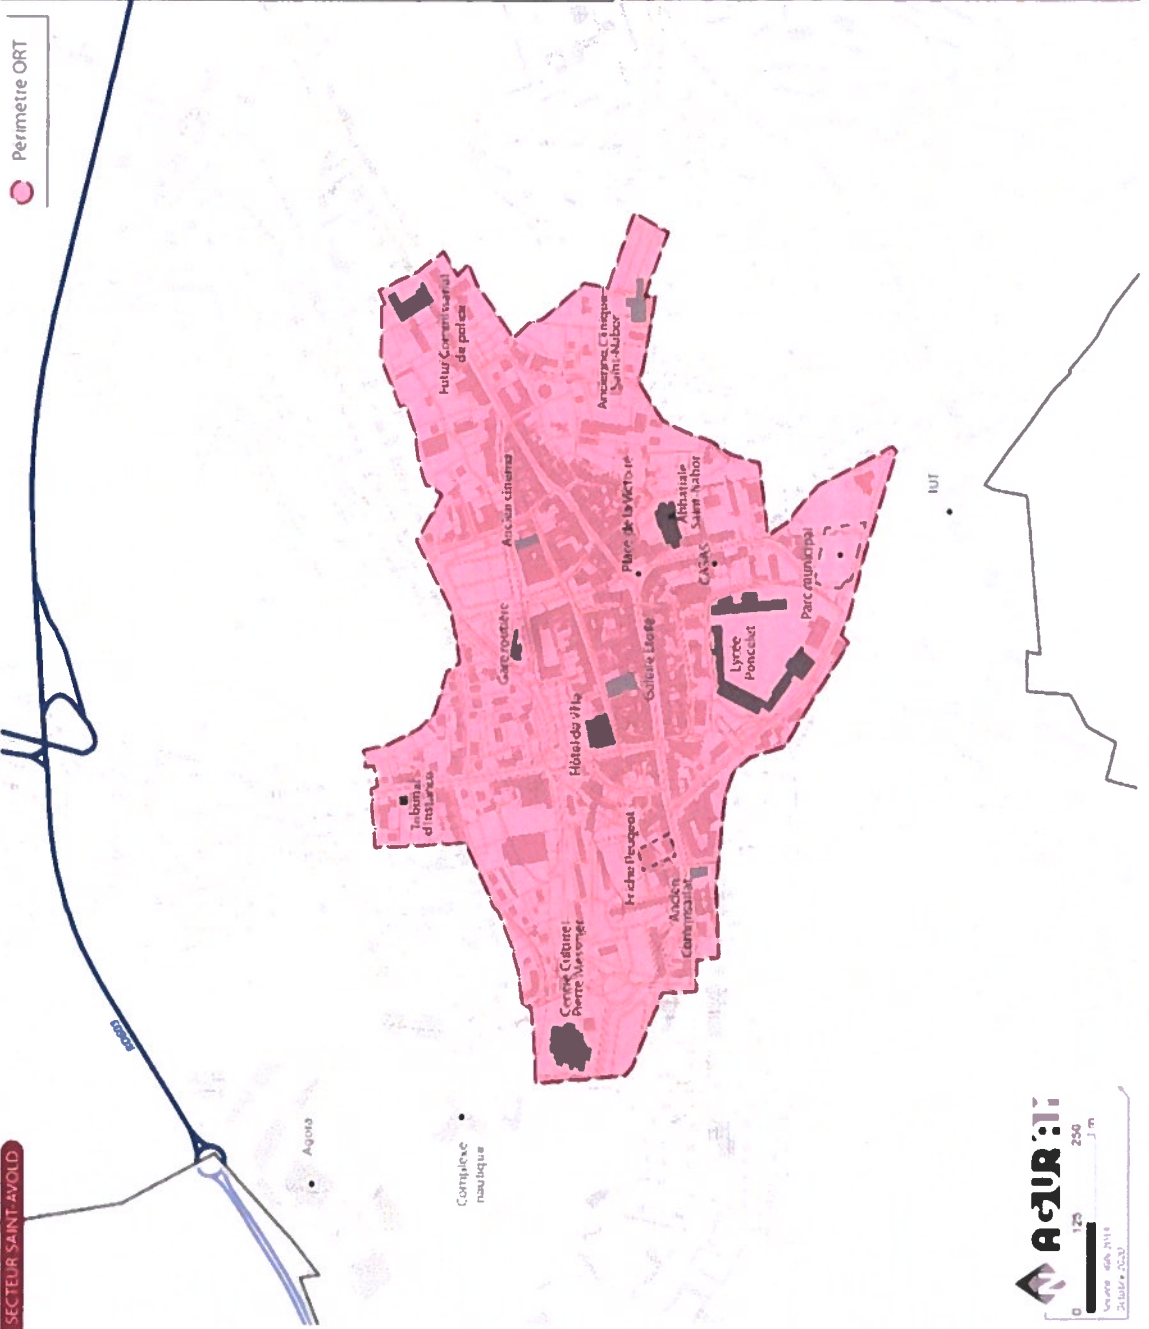 SECTEUR SAINT-AVOLD
Périmètre ORT
Agora
Complexe
nautique
Tribunal
d'Instance
Futur Commissariat
de police
Gare routière
Ancien cinéma
Centre Culturel
Pierre Messmer
Hôtel de ville
Ancienne Clinique
Saint-Nabor
Place de la Victoire
Friche Peugeot
Galerie
Abbatiale
Saint-Nabor
Ancien
Commissariat
CASAS
Lycée
Poncelet
Parc municipal
IUT
N
AGURAM
0
125
250
m